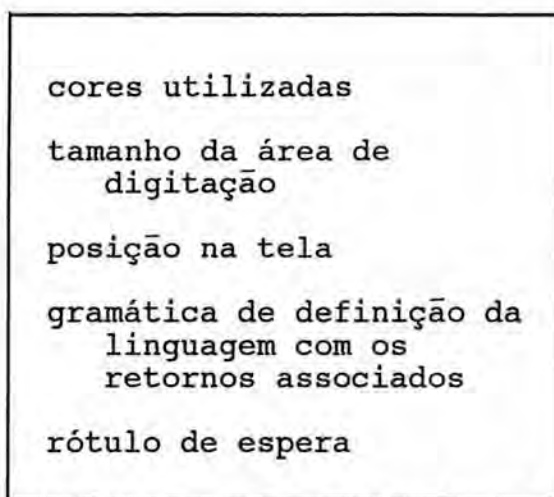 cores utilizadas
tamanho da área de
digitação
posição na tela
gramática de definição da
linguagem com os
retornos associados
rótulo de espera